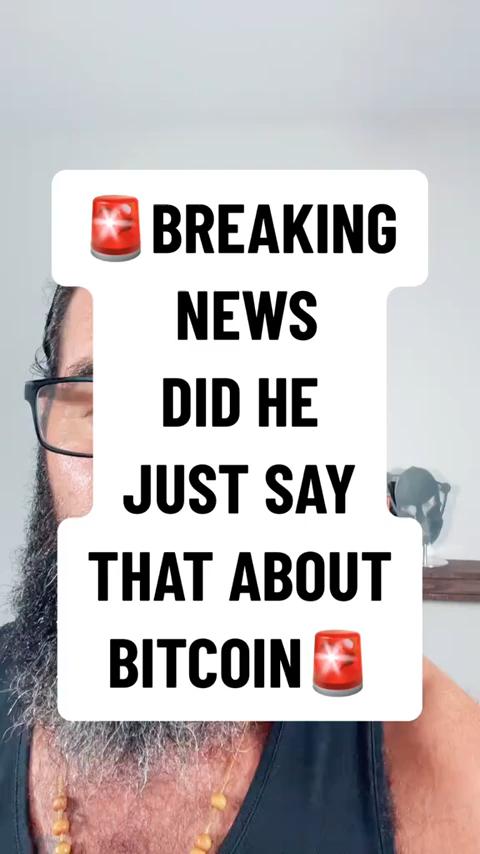 🚨BREAKING
NEWS
DID HE
JUST SAY
THAT ABOUT
BITCOIN🚨